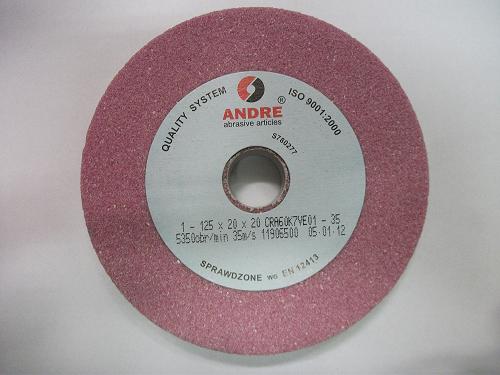 QUALITY SYSTEM
ISO 9001:2000
ANDRE®
abrasive articles
S780277
1 - 125 x 20 x 20 CRA60K7VE01 - 35
5350obr/min 35m/s 11906500 05.01.12
SPRAWDZONE WG EN 12413